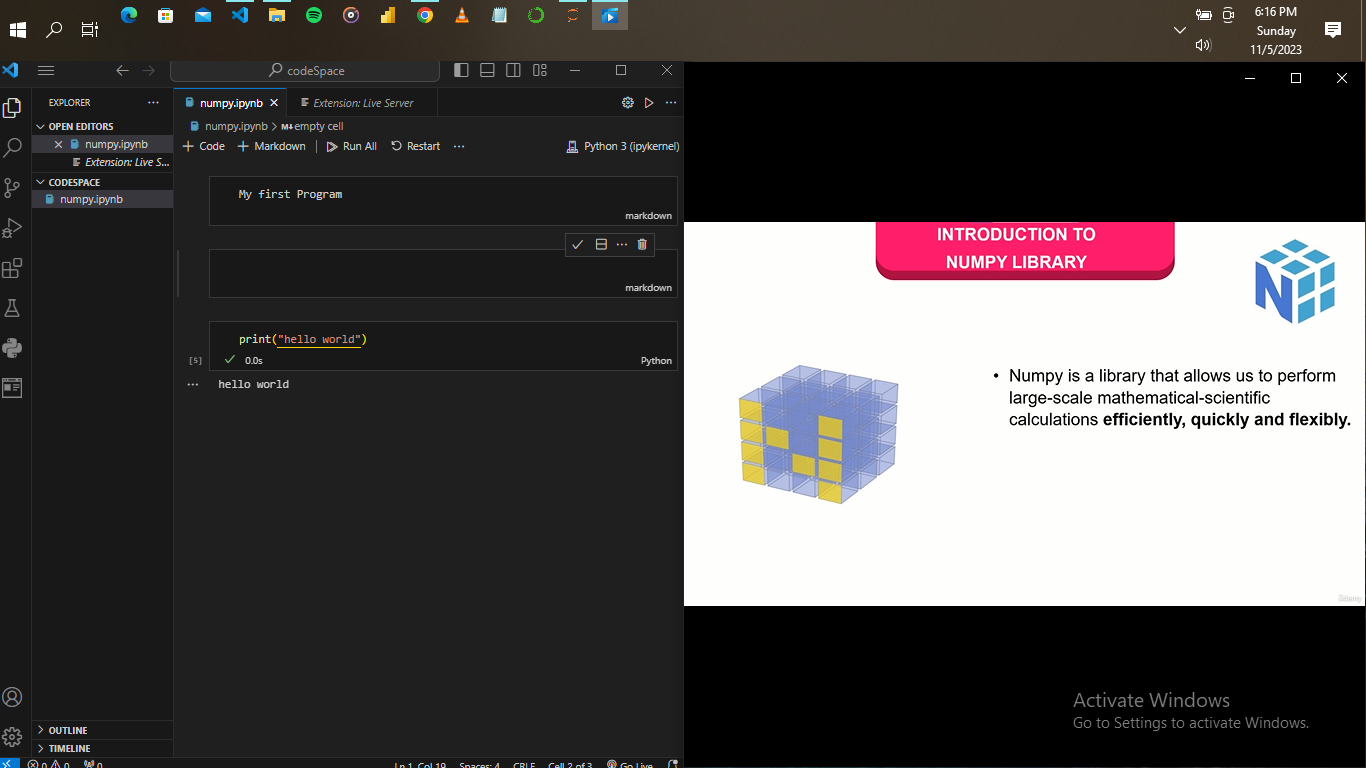 6:16 PM
Sunday
11/5/2023
codeSpace
EXPLORER
numpy.ipynb
Extension: Live Server
OPEN EDITORS
numpy.ipynb > M↓empty cell
numpy.ipynb
+ Code + Markdown Run All Restart ... Python 3 (ipykernel)
Extension: Live S...
CODESPACE
numpy.ipynb
My first Program
markdown
markdown
print("hello world")
[5] 0.0s Python
hello world
OUTLINE
TIMELINE
0 0 0 Ln 1, Col 19 Spaces: 4 CRLF Cell 2 of 3 Go Live
INTRODUCTION TO
NUMPY LIBRARY
N
• Numpy is a library that allows us to perform
large-scale mathematical-scientific
calculations efficiently, quickly and flexibly.
Udemy
Activate Windows
Go to Settings to activate Windows.